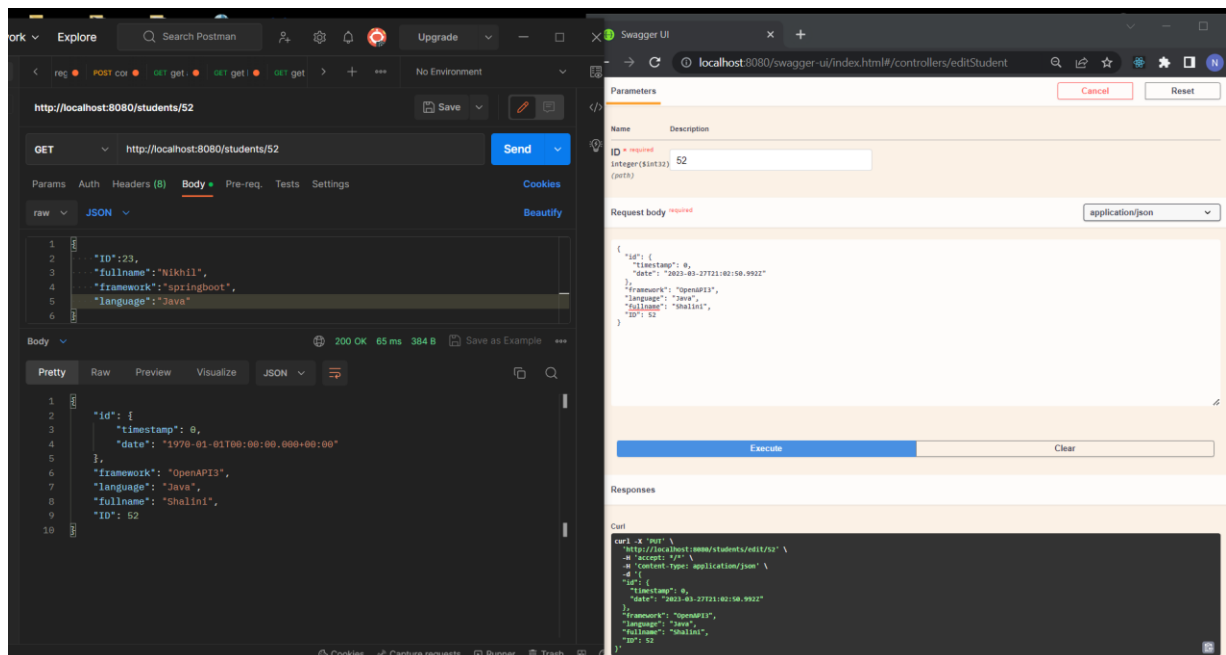 ork Explore Search Postman Upgrade
rec POST cor GET get . GET get l GET get No Environment
http://localhost:8080/students/52 Save
GET http://localhost:8080/students/52 Send
Params Auth Headers (8) Body Pre-req. Tests Settings Cookies
raw JSON Beautify
1 {
2 "ID":23,
3 "fullname":"Nikhil",
4 "framework":"springboot",
5 "language":"Java"
6 }
Body 200 OK 65 ms 384 B Save as Example
Pretty Raw Preview Visualize JSON
1 {
2 "id": {
3 "timestamp": 0,
4 "date": "1970-01-01T00:00:00.000+00:00"
5 },
6 "framework": "OpenAPI3",
7 "language": "Java",
8 "fullname": "Shalini",
9 "ID": 52
10 }
Cookies Capture requests Runner Trash
Swagger UI
localhost:8080/swagger-ui/index.html#/controllers/editStudent N
Parameters Cancel Reset
Name Description
ID * required
integer($int32) 52
(path)
Request body required application/json
{
"id": {
"timestamp": 0,
"date": "2023-03-27T21:02:50.992Z"
},
"framework": "OpenAPI3",
"language": "Java",
"fullname": "Shalini",
"ID": 52
}
Execute Clear
Responses
Curl
curl -X 'PUT' \
'http://localhost:8080/students/edit/52' \
-H 'accept: */*' \
-H 'Content-Type: application/json' \
-d '{
"id": {
"timestamp": 0,
"date": "2023-03-27T21:02:50.992Z"
},
"framework": "OpenAPI3",
"language": "Java",
"fullname": "Shalini",
"ID": 52
}'